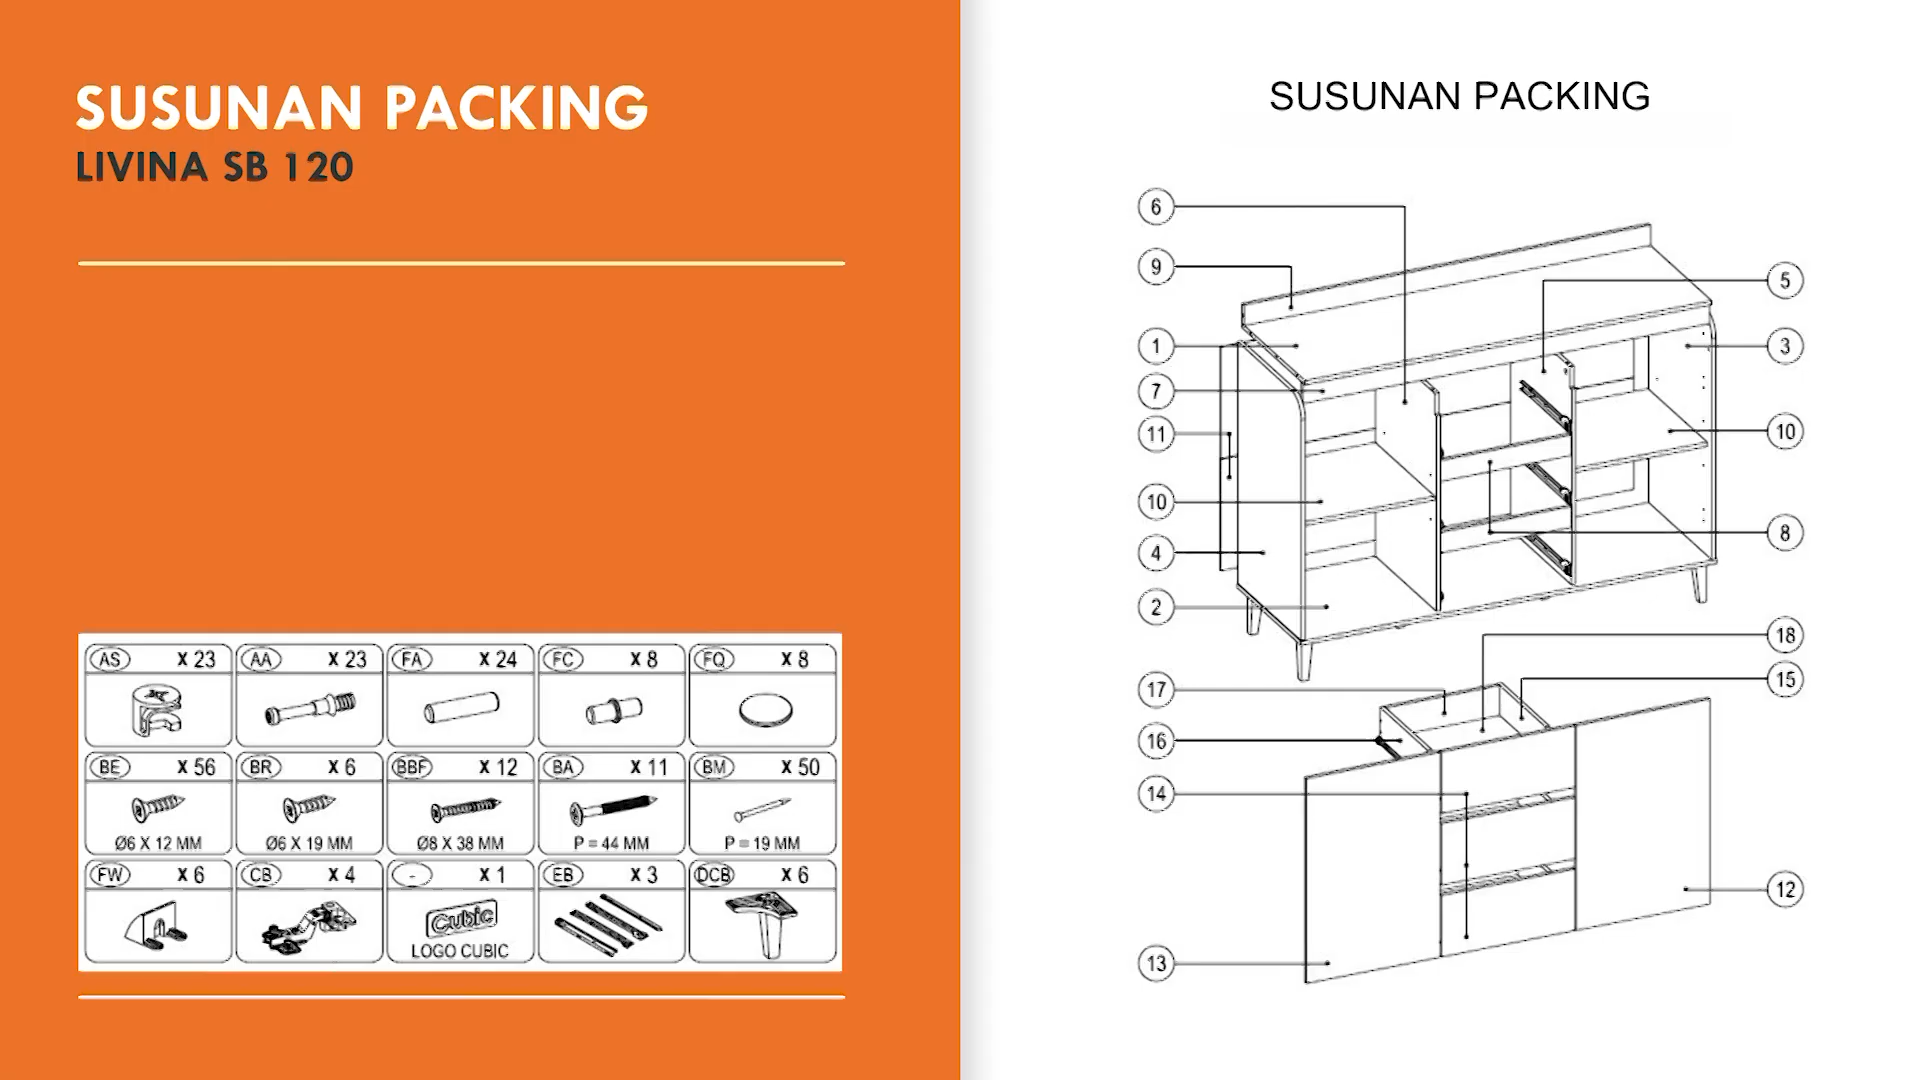 SUSUNAN PACKING
LIVINA SB 120
AS X 23
AA X 23
FA X 24
FC X 8
FQ X 8
BE X 56
Ø6 X 12 MM
BR X 6
Ø6 X 19 MM
BBF X 12
Ø8 X 38 MM
BA X 11
P = 44 MM
BM X 50
P = 19 MM
FW X 6
CB X 4
- X 1
Cubic
LOGO CUBIC
EB X 3
DCB X 6
SUSUNAN PACKING
6
9
5
1
3
7
11
10
10
4
8
2
18
17
15
16
14
12
13